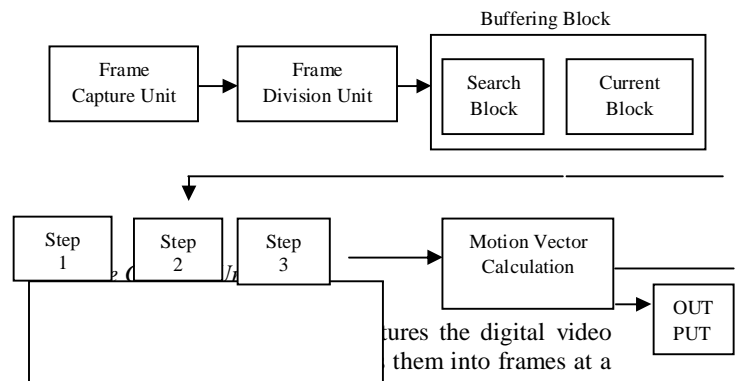 Buffering Block
Frame
Capture Unit
Frame
Division Unit
Search
Block
Current
Block
Step
1
Step
2
Step
3
Motion Vector
Calculation
OUT
PUT
the digital video
them into frames at a